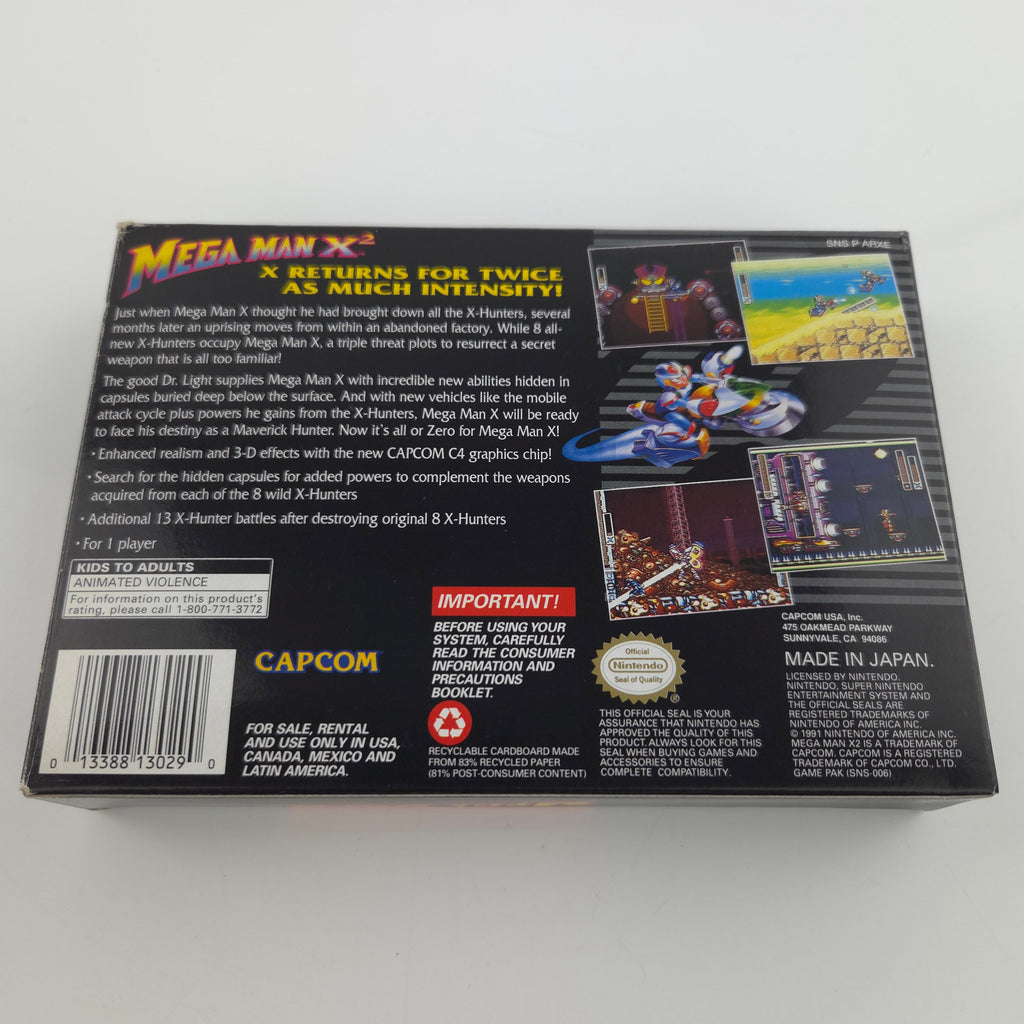 MEGA MAN X²
SNS P ARXE
X RETURNS FOR TWICE
AS MUCH INTENSITY!
Just when Mega Man X thought he had brought down all the X-Hunters, several
months later an uprising moves from within an abandoned factory. While 8 all-
new X-Hunters occupy Mega Man X, a triple threat plots to resurrect a secret
weapon that is all too familiar!
The good Dr. Light supplies Mega Man X with incredible new abilities hidden in
capsules buried deep below the surface. And with new vehicles like the mobile
attack cycle plus powers he gains from the X-Hunters, Mega Man X will be ready
to face his destiny as a Maverick Hunter. Now it's all or Zero for Mega Man X!
· Enhanced realism and 3-D effects with the new CAPCOM C4 graphics chip!
· Search for the hidden capsules for added powers to complement the weapons
acquired from each of the 8 wild X-Hunters
· Additional 13 X-Hunter battles after destroying original 8 X-Hunters
· For 1 player
KIDS TO ADULTS
ANIMATED VIOLENCE
For information on this product's
rating, please call 1-800-771-3772
0 13388 13029 0
CAPCOM
FOR SALE, RENTAL
AND USE ONLY IN USA,
CANADA, MEXICO AND
LATIN AMERICA.
IMPORTANT!
BEFORE USING YOUR
SYSTEM, CAREFULLY
READ THE CONSUMER
INFORMATION AND
PRECAUTIONS
BOOKLET.
RECYCLABLE CARDBOARD MADE
FROM 83% RECYCLED PAPER
(81% POST-CONSUMER CONTENT)
Official
Nintendo
Seal of Quality
®
THIS OFFICIAL SEAL IS YOUR
ASSURANCE THAT NINTENDO HAS
APPROVED THE QUALITY OF THIS
PRODUCT. ALWAYS LOOK FOR THIS
SEAL WHEN BUYING GAMES AND
ACCESSORIES TO ENSURE
COMPLETE COMPATIBILITY.
CAPCOM USA, Inc.
475 OAKMEAD PARKWAY
SUNNYVALE, CA 94086
MADE IN JAPAN.
LICENSED BY NINTENDO.
NINTENDO, SUPER NINTENDO
ENTERTAINMENT SYSTEM AND
THE OFFICIAL SEALS ARE
REGISTERED TRADEMARKS OF
NINTENDO OF AMERICA INC.
© 1991 NINTENDO OF AMERICA INC.
MEGA MAN X2 IS A TRADEMARK OF
CAPCOM. CAPCOM IS A REGISTERED
TRADEMARK OF CAPCOM CO., LTD.
GAME PAK (SNS-006)